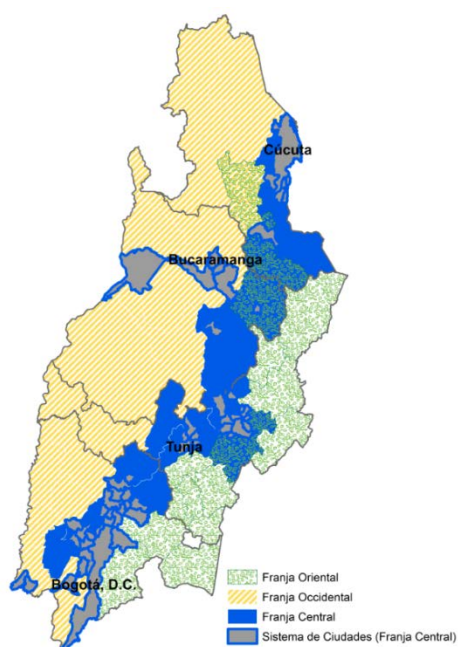 Cúcuta
Bucaramanga
Tunja
Bogotá, D.C.
Franja Oriental
Franja Occidental
Franja Central
Sistema de Ciudades (Franja Central)